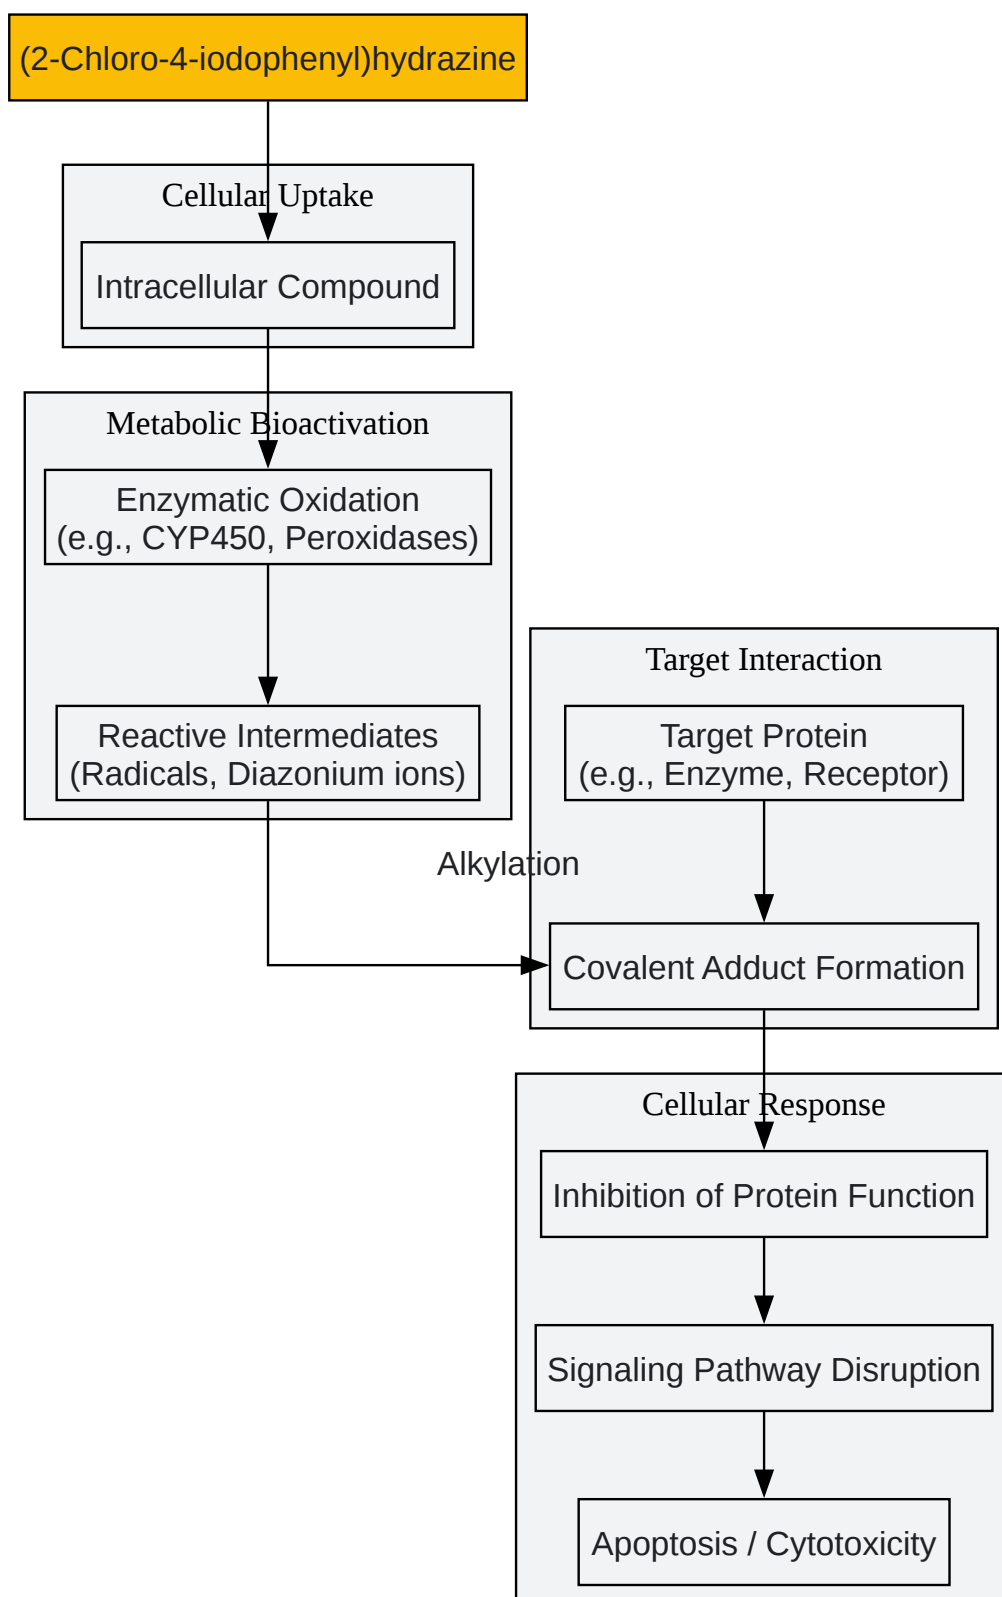 (2-Chloro-4-iodophenyl)hydrazine
Cellular Uptake
Intracellular Compound
Metabolic Bioactivation
Enzymatic Oxidation
(e.g., CYP450, Peroxidases)
Reactive Intermediates
(Radicals, Diazonium ions)
Target Interaction
Target Protein
(e.g., Enzyme, Receptor)
Alkylation
Covalent Adduct Formation
Cellular Response
Inhibition of Protein Function
Signaling Pathway Disruption
Apoptosis / Cytotoxicity